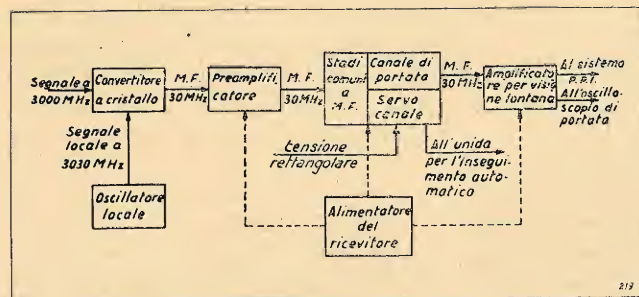 Segnale a
3000 MHz
Convertitore
a cristallo
M.F.
30MHz
Preamplifi
catore
M.F.
30MHz
Stadi
comuni
a
M.F.
Canale di
portata
Servo
canale
M.F.
30MHz
Amplificato
re per visio
ne lontana
Al sistema
P.P.I.
All'oscillo-
scopio di
portata
Segnale
locale a
3030 MHz
tensione
rettangolare
All'unida
per l'insegui
mento auto-
matico
Oscillatore
locale
Alimentatore
del
ricevitore
219